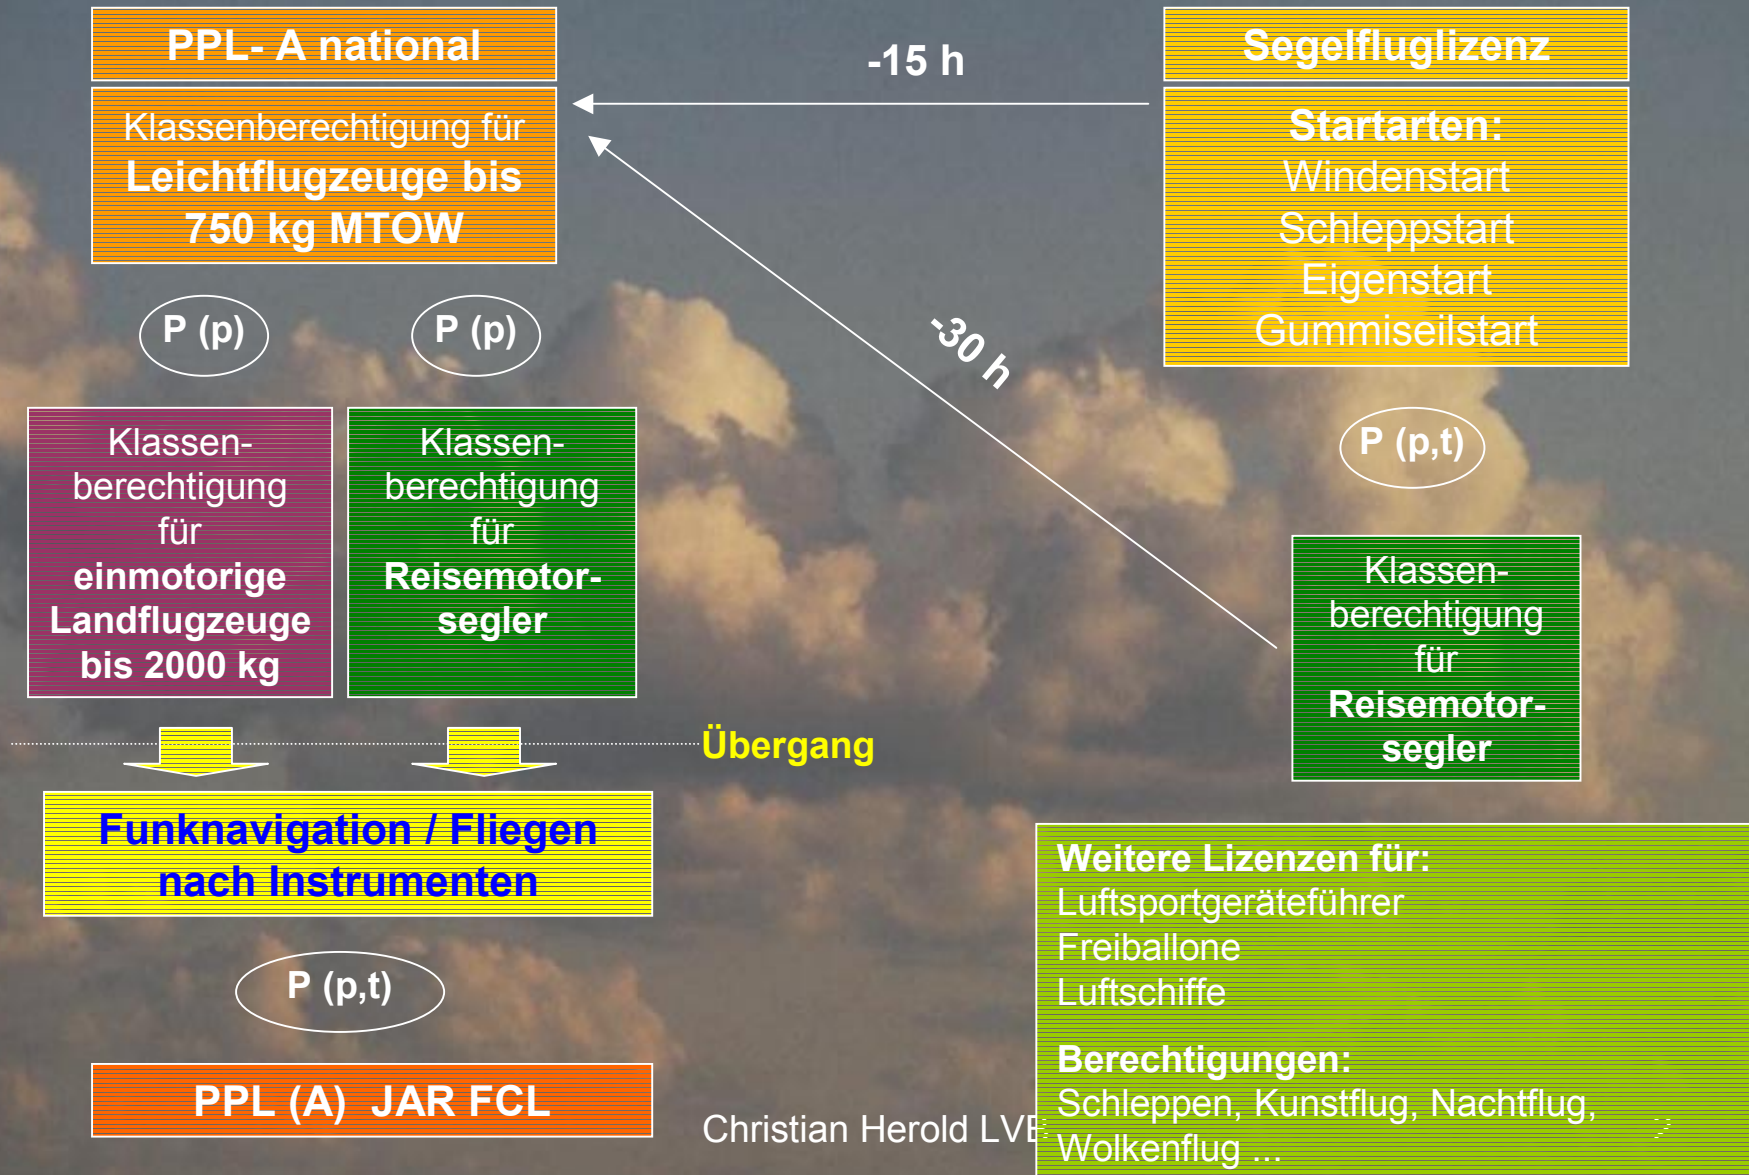 PPL- A national
Klassenberechtigung für
Leichtflugzeuge bis
750 kg MTOW
-15 h
Segelfluglizenz
Startarten:
Windenstart
Schleppstart
Eigenstart
Gummiseilstart
-30 h
P (p)
P (p)
P (p,t)
Klassen-
berechtigung
für
einmotorige
Landflugzeuge
bis 2000 kg
Klassen-
berechtigung
für
Reisemotor-
segler
Klassen-
berechtigung
für
Reisemotor-
segler
Übergang
Funknavigation / Fliegen
nach Instrumenten
P (p,t)
PPL (A) JAR FCL
Weitere Lizenzen für:
Luftsportgeräteführer
Freiballone
Luftschiffe
Berechtigungen:
Schleppen, Kunstflug, Nachtflug,
Wolkenflug ...
Christian Herold